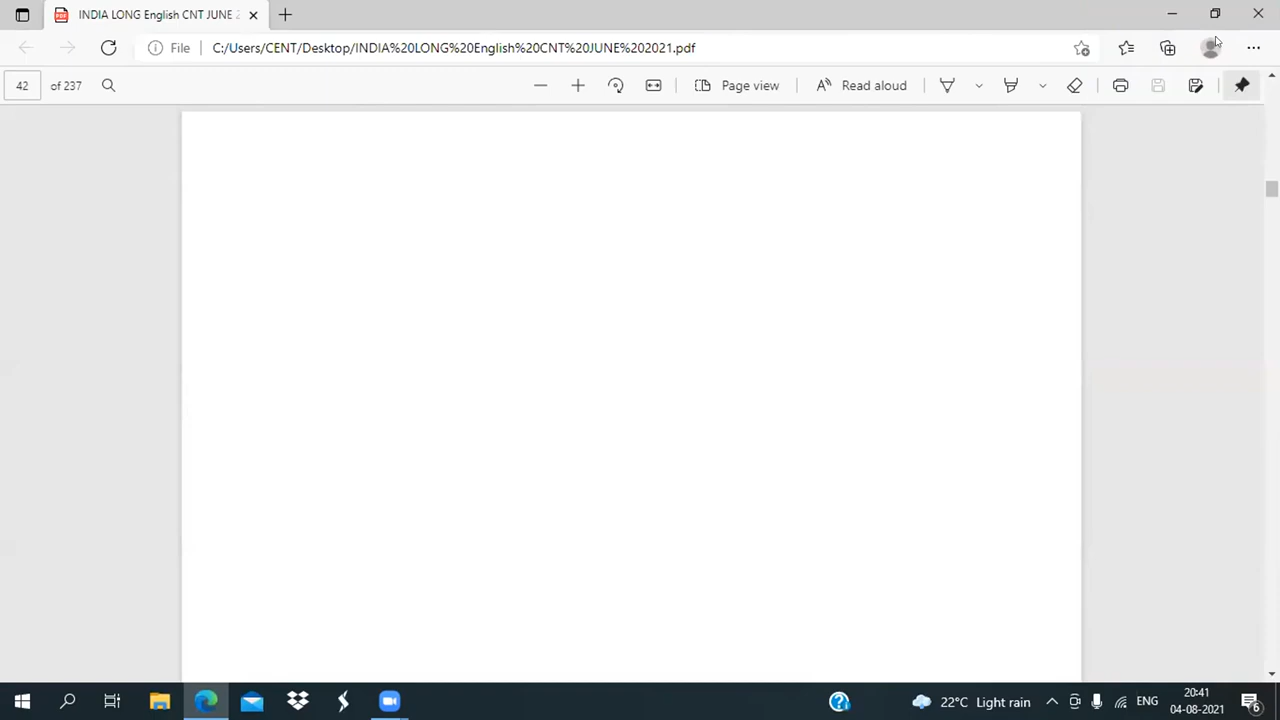 INDIA LONG English CNT JUNE 2
File
C:/Users/CENT/Desktop/INDIA%20LONG%20English%20CNT%20JUNE%202021.pdf
42 of 237
Page view
Read aloud
22°C Light rain
ENG
20:41
04-08-2021
6